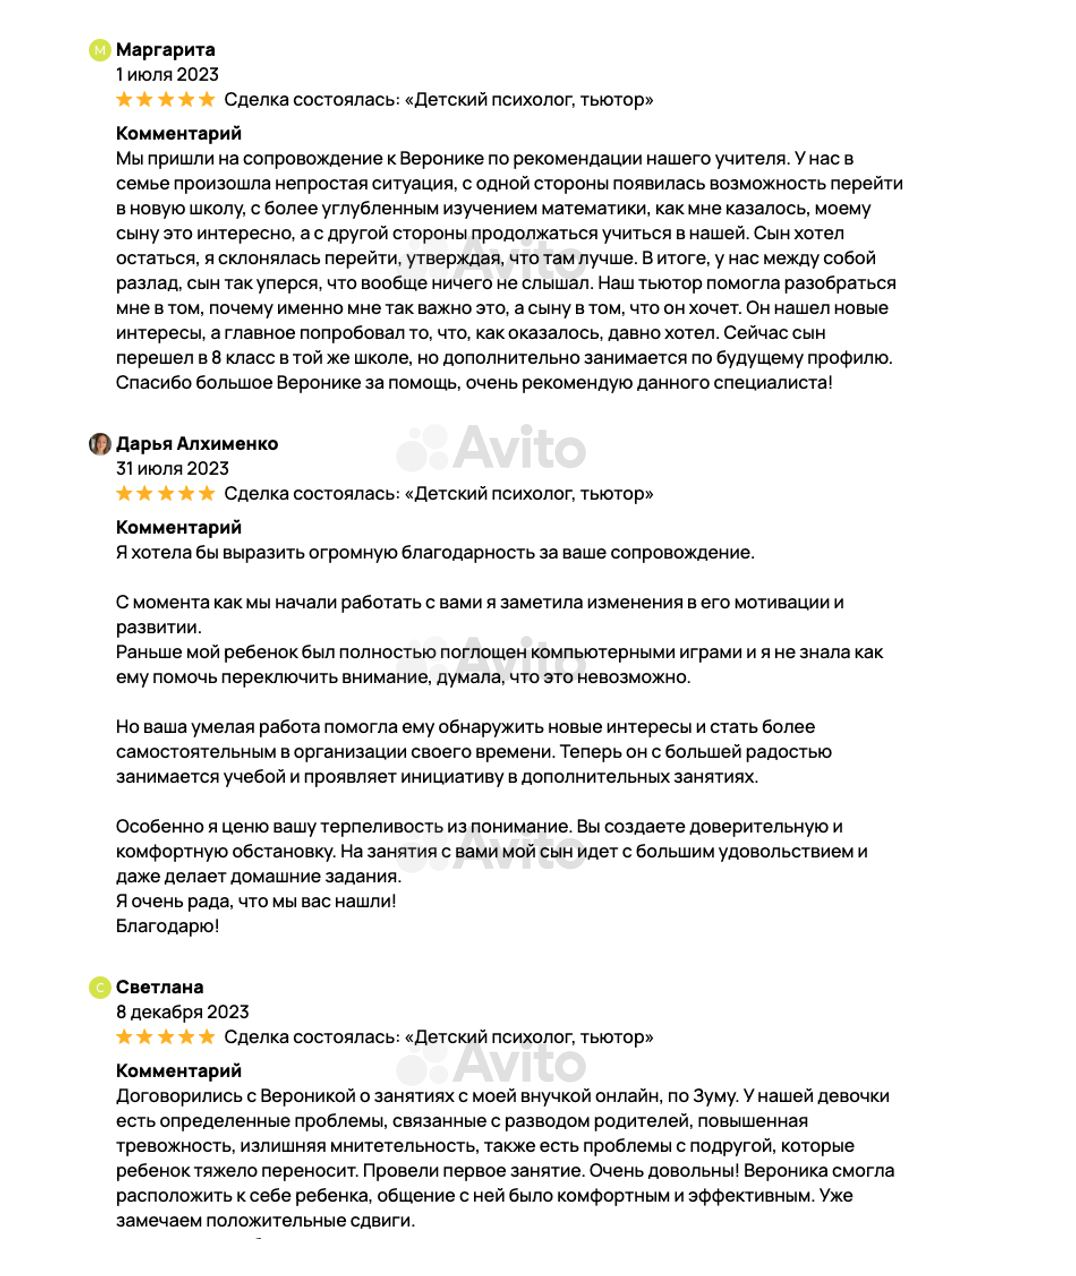 М Маргарита
1 июля 2023
Сделка состоялась: «Детский психолог, тьютор»
Комментарий
Мы пришли на сопровождение к Веронике по рекомендации нашего учителя. У нас в
семье произошла непростая ситуация, с одной стороны появилась возможность перейти
в новую школу, с более углубленным изучением математики, как мне казалось, моему
сыну это интересно, а с другой стороны продолжаться учиться в нашей. Сын хотел
остаться, я склонялась перейти, утверждая, что там лучше. В итоге, у нас между собой
разлад, сын так уперся, что вообще ничего не слышал. Наш тьютор помогла разобраться
мне в том, почему именно мне так важно это, а сыну в том, что он хочет. Он нашел новые
интересы, а главное попробовал то, что, как оказалось, давно хотел. Сейчас сын
перешел в 8 класс в той же школе, но дополнительно занимается по будущему профилю.
Спасибо большое Веронике за помощь, очень рекомендую данного специалиста!
Avito
Дарья Алхименко
Avito
31 июля 2023
Сделка состоялась: «Детский психолог, тьютор»
Комментарий
Я хотела бы выразить огромную благодарность за ваше сопровождение.
С момента как мы начали работать с вами я заметила изменения в его мотивации и
развитии.
Раньше мой ребенок был полностью поглощен компьютерными играми и я не знала как
ему помочь переключить внимание, думала, что это невозможно.
Avito
Но ваша умелая работа помогла ему обнаружить новые интересы и стать более
самостоятельным в организации своего времени. Теперь он с большей радостью
занимается учебой и проявляет инициативу в дополнительных занятиях.
Особенно я ценю вашу терпеливость из понимание. Вы создаете доверительную и
комфортную обстановку. На занятия с вами мой сын идет с большим удовольствием и
даже делает домашние задания.
Avito
Я очень рада, что мы вас нашли!
Благодарю!
С Светлана
8 декабря 2023
Сделка состоялась: «Детский психолог, тьютор»
Avito
Комментарий
Договорились с Вероникой о занятиях с моей внучкой онлайн, по Зуму. У нашей девочки
есть определенные проблемы, связанные с разводом родителей, повышенная
тревожность, излишняя мнитетельность, также есть проблемы с подругой, которые
ребенок тяжело переносит. Провели первое занятие. Очень довольны! Вероника смогла
расположить к себе ребенка, общение с ней было комфортным и эффективным. Уже
замечаем положительные сдвиги.